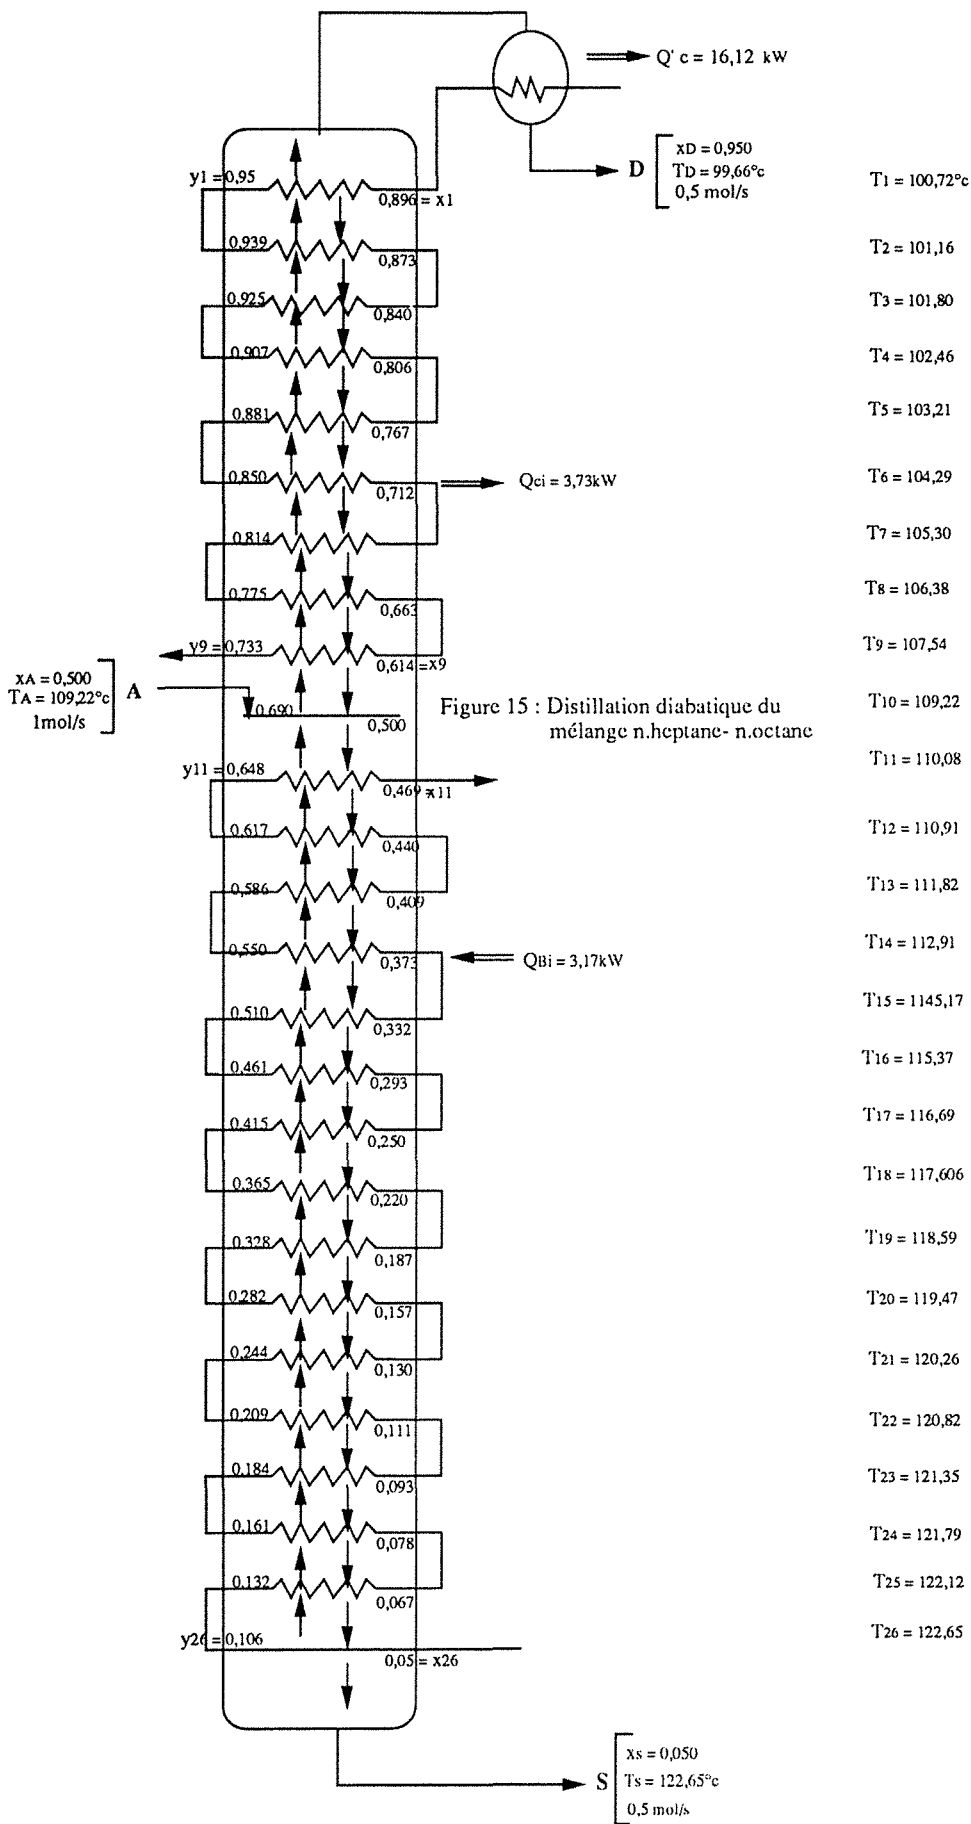 Q' c = 16,12 kW
D
xD = 0,950
TD = 99,66°c
0,5 mol/s
y1 = 0,95
0,896 = x1
T1 = 100,72°c
0,939
0,873
T2 = 101,16
0,925
0,840
T3 = 101,80
0,907
0,806
T4 = 102,46
0,881
0,767
T5 = 103,21
0,850
0,712
Qci = 3,73kW
T6 = 104,29
0,814
T7 = 105,30
0,775
0,663
T8 = 106,38
y9 = 0,733
0,614 = x9
T9 = 107,54
xA = 0,500
TA = 109,22°c
1mol/s
A
0,690
0,500
T10 = 109,22
Figure 15 : Distillation diabatique du
mélange n.heptane- n.octane
y11 = 0,648
0,469 = x11
T11 = 110,08
0,617
0,440
T12 = 110,91
0,586
0,409
T13 = 111,82
0,550
0,373
QBi = 3,17kW
T14 = 112,91
0,510
0,332
T15 = 1145,17
0,461
0,293
T16 = 115,37
0,415
0,250
T17 = 116,69
0,365
0,220
T18 = 117,606
0,328
0,187
T19 = 118,59
0,282
0,157
T20 = 119,47
0,244
0,130
T21 = 120,26
0,209
0,111
T22 = 120,82
0,184
0,093
T23 = 121,35
0,161
0,078
T24 = 121,79
0,132
0,067
T25 = 122,12
y26 = 0,106
0,05 = x26
T26 = 122,65
S
xs = 0,050
Ts = 122,65°c
0,5 mol/s